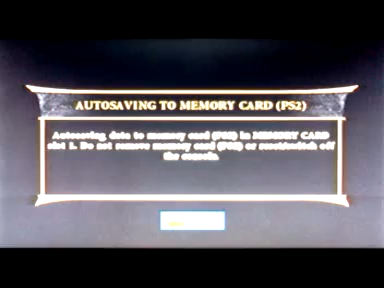 AUTOSAVING TO MEMORY CARD (PS2)
Autosaving data to memory card (PS2) in MEMORY CARD
slot 1. Do not remove memory card (PS2) or reset/switch off
the console.